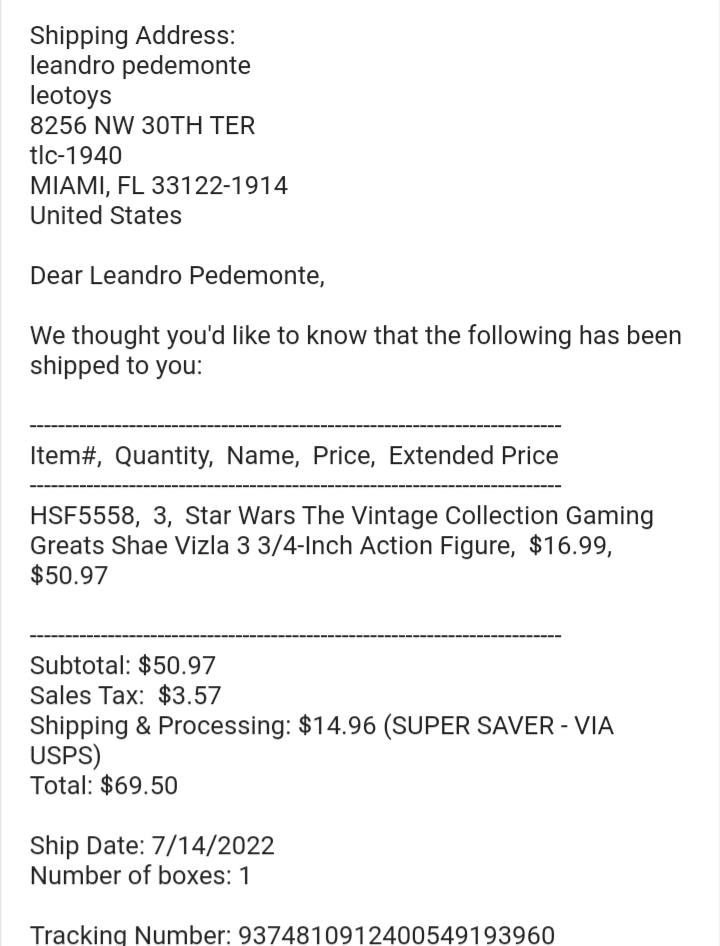 Shipping Address:
leandro pedemonte
leotoys
8256 NW 30TH TER
tlc-1940
MIAMI, FL 33122-1914
United States
Dear Leandro Pedemonte,
We thought you'd like to know that the following has been
shipped to you:
----------------------------------------------------------------------------
Item#,  Quantity,  Name,  Price,  Extended Price
----------------------------------------------------------------------------
HSF5558,  3,  Star Wars The Vintage Collection Gaming
Greats Shae Vizla 3 3/4-Inch Action Figure,  $16.99,
$50.97
----------------------------------------------------------------------------
Subtotal: $50.97
Sales Tax:  $3.57
Shipping & Processing: $14.96 (SUPER SAVER - VIA
USPS)
Total: $69.50
Ship Date: 7/14/2022
Number of boxes: 1
Tracking Number: 9374810912400549193960